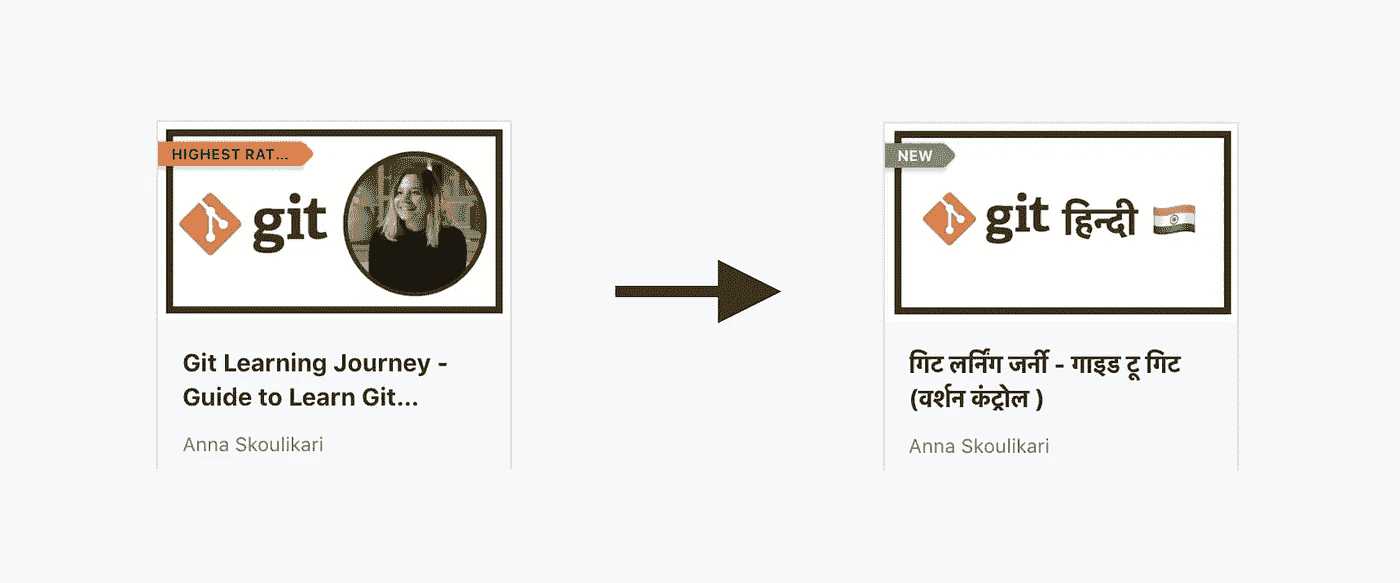 HIGHEST RAT...
git
Git Learning Journey -
Guide to Learn Git...
Anna Skoulikari
NEW
git हिन्दी
गिट लर्निंग जर्नी - गाइड टू गिट
(वर्शन कंट्रोल )
Anna Skoulikari